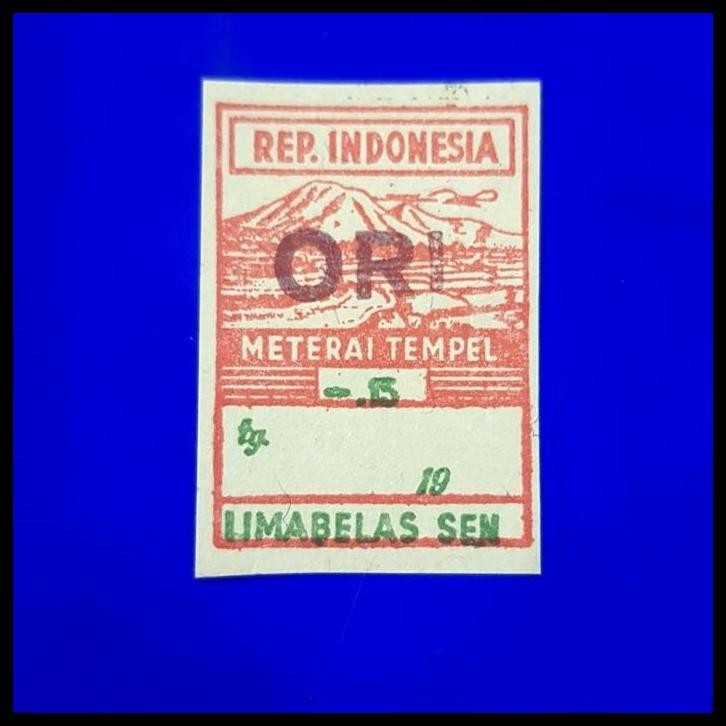 REP. INDONESIA
ORI
METERAI TEMPEL
-.15
tg.
19
LIMABELAS SEN